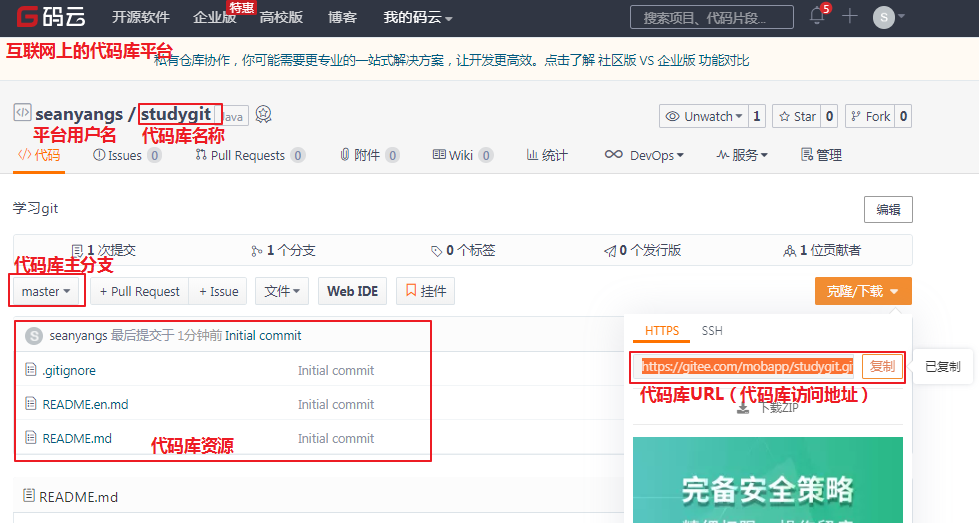 G 码云 开源软件 企业版 特惠 高校版 博客 我的码云 搜索项目、代码片段... 5 S
互联网上的代码库平台
私有仓库协作，你可能需要更专业的一站式解决方案，让开发更高效。点击了解 社区版 VS 企业版 功能对比
seanyangs / studygit Java Unwatch 1 Star 0 Fork 0
平台用户名 代码库名称
代码 Issues 0 Pull Requests 0 附件 0 Wiki 0 统计 DevOps 服务 管理
学习git 编辑
1 次提交 1 个分支 0 个标签 0 个发行版 1 位贡献者
代码库主分支
master + Pull Request + Issue 文件 Web IDE 挂件 克隆/下载
HTTPS SSH
S seanyangs 最后提交于 1分钟前 Initial commit
https://gitee.com/mobapp/studygit.gi 复制 已复制
.gitignore Initial commit
代码库URL（代码库访问地址）
README.en.md Initial commit
下载ZIP
README.md Initial commit
代码库资源
完备安全策略
README.md